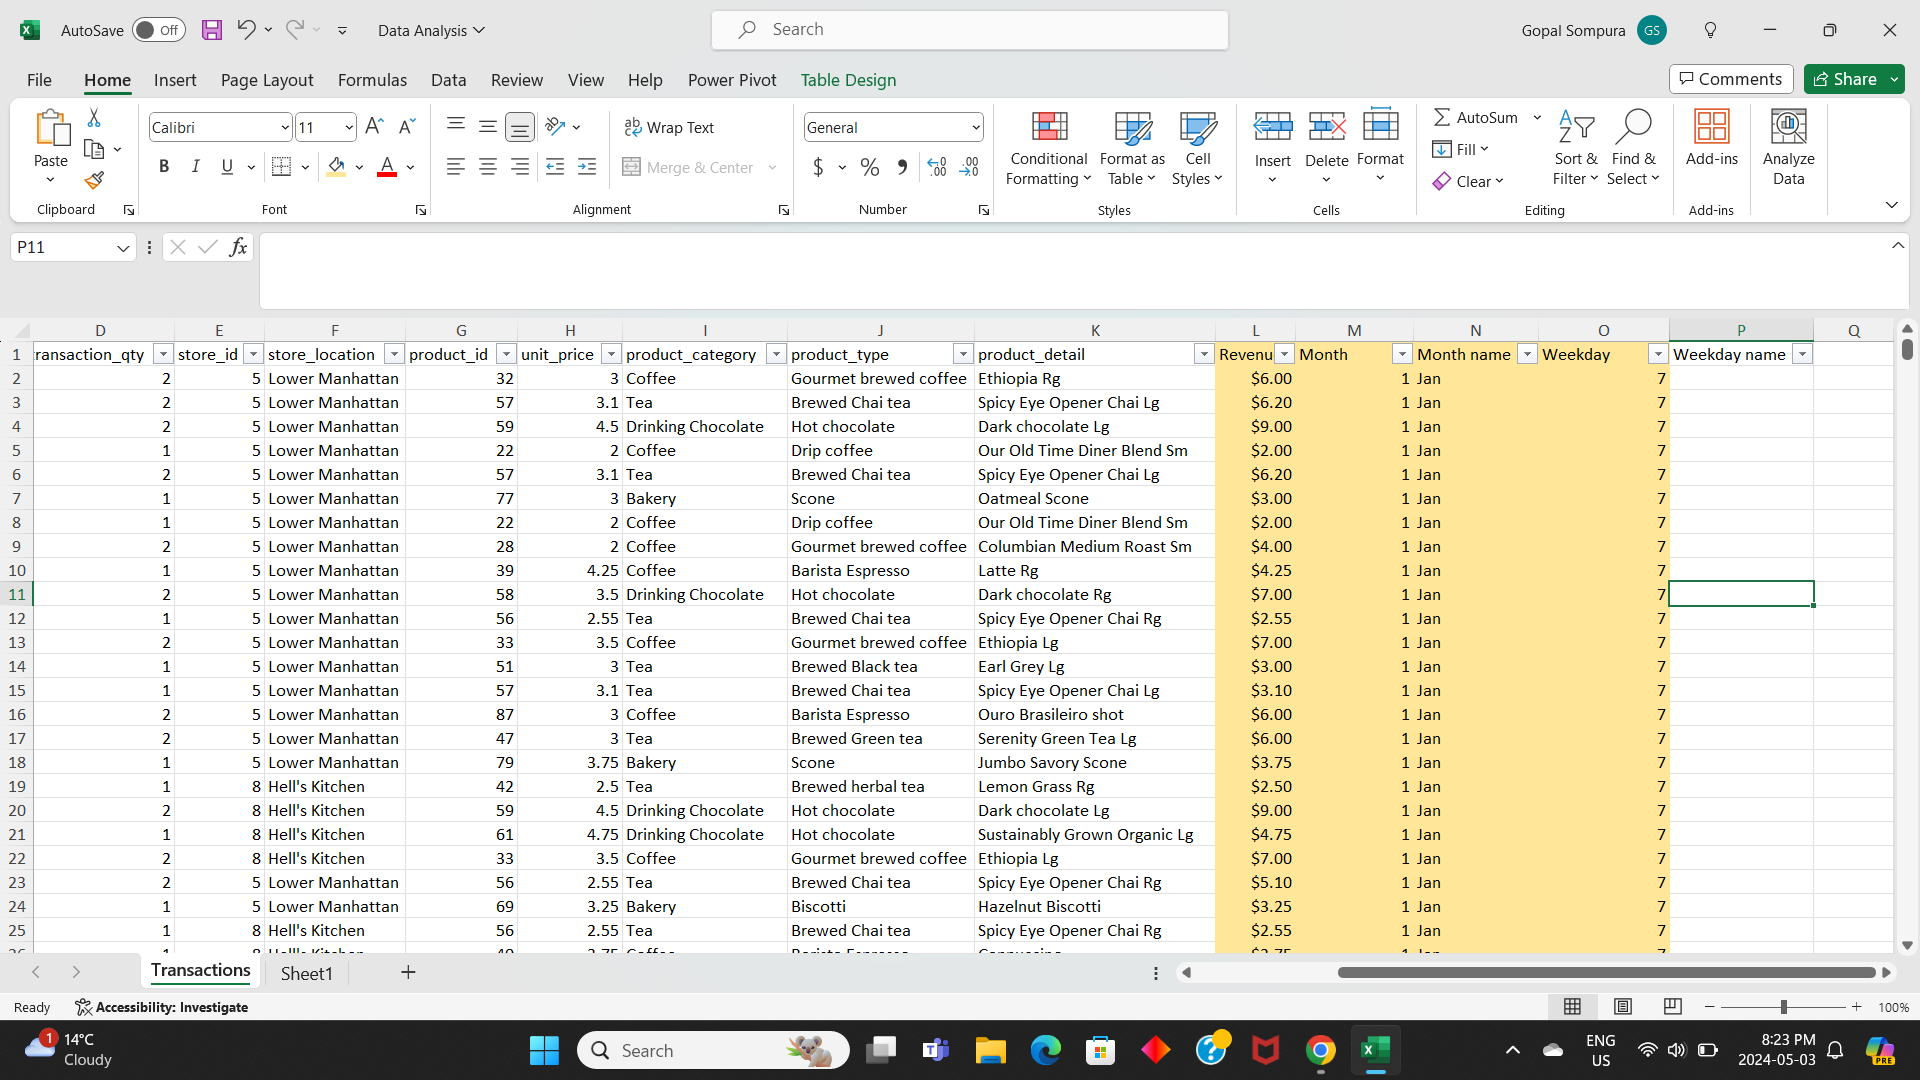 AutoSave Off Data Analysis Search Gopal Sompura GS
File Home Insert Page Layout Formulas Data Review View Help Power Pivot Table Design Comments Share
Paste Calibri 11 Wrap Text General Conditional Formatting Format as Table Cell Styles Insert Delete Format AutoSum Sort & Filter Find & Select Add-ins Analyze Data
B I U Merge & Center $ % Fill
Clear
Clipboard Font Alignment Number Styles Cells Editing Add-ins
P11 fx
D E F G H I J K L M N O P Q
1 ransaction_qty store_id store_location product_id unit_price product_category product_type product_detail Revenu Month Month name Weekday Weekday name
2 2 5 Lower Manhattan 32 3 Coffee Gourmet brewed coffee Ethiopia Rg $6.00 1 Jan 7
3 2 5 Lower Manhattan 57 3.1 Tea Brewed Chai tea Spicy Eye Opener Chai Lg $6.20 1 Jan 7
4 2 5 Lower Manhattan 59 4.5 Drinking Chocolate Hot chocolate Dark chocolate Lg $9.00 1 Jan 7
5 1 5 Lower Manhattan 22 2 Coffee Drip coffee Our Old Time Diner Blend Sm $2.00 1 Jan 7
6 2 5 Lower Manhattan 57 3.1 Tea Brewed Chai tea Spicy Eye Opener Chai Lg $6.20 1 Jan 7
7 1 5 Lower Manhattan 77 3 Bakery Scone Oatmeal Scone $3.00 1 Jan 7
8 1 5 Lower Manhattan 22 2 Coffee Drip coffee Our Old Time Diner Blend Sm $2.00 1 Jan 7
9 2 5 Lower Manhattan 28 2 Coffee Gourmet brewed coffee Columbian Medium Roast Sm $4.00 1 Jan 7
10 1 5 Lower Manhattan 39 4.25 Coffee Barista Espresso Latte Rg $4.25 1 Jan 7
11 2 5 Lower Manhattan 58 3.5 Drinking Chocolate Hot chocolate Dark chocolate Rg $7.00 1 Jan 7
12 1 5 Lower Manhattan 56 2.55 Tea Brewed Chai tea Spicy Eye Opener Chai Rg $2.55 1 Jan 7
13 2 5 Lower Manhattan 33 3.5 Coffee Gourmet brewed coffee Ethiopia Lg $7.00 1 Jan 7
14 1 5 Lower Manhattan 51 3 Tea Brewed Black tea Earl Grey Lg $3.00 1 Jan 7
15 1 5 Lower Manhattan 57 3.1 Tea Brewed Chai tea Spicy Eye Opener Chai Lg $3.10 1 Jan 7
16 2 5 Lower Manhattan 87 3 Coffee Barista Espresso Ouro Brasileiro shot $6.00 1 Jan 7
17 2 5 Lower Manhattan 47 3 Tea Brewed Green tea Serenity Green Tea Lg $6.00 1 Jan 7
18 1 5 Lower Manhattan 79 3.75 Bakery Scone Jumbo Savory Scone $3.75 1 Jan 7
19 1 8 Hell's Kitchen 42 2.5 Tea Brewed herbal tea Lemon Grass Rg $2.50 1 Jan 7
20 2 8 Hell's Kitchen 59 4.5 Drinking Chocolate Hot chocolate Dark chocolate Lg $9.00 1 Jan 7
21 1 8 Hell's Kitchen 61 4.75 Drinking Chocolate Hot chocolate Sustainably Grown Organic Lg $4.75 1 Jan 7
22 2 8 Hell's Kitchen 33 3.5 Coffee Gourmet brewed coffee Ethiopia Lg $7.00 1 Jan 7
23 2 5 Lower Manhattan 56 2.55 Tea Brewed Chai tea Spicy Eye Opener Chai Rg $5.10 1 Jan 7
24 1 5 Lower Manhattan 69 3.25 Bakery Biscotti Hazelnut Biscotti $3.25 1 Jan 7
25 1 8 Hell's Kitchen 56 2.55 Tea Brewed Chai tea Spicy Eye Opener Chai Rg $2.55 1 Jan 7
Transactions Sheet1
Ready Accessibility: Investigate 100%
1 14°C Search ENG 8:23 PM
Cloudy US 2024-05-03 PRE